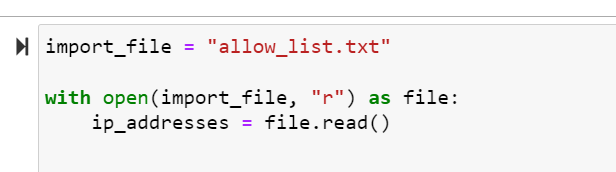 import_file = "allow_list.txt"
with open(import_file, "r") as file:
    ip_addresses = file.read()